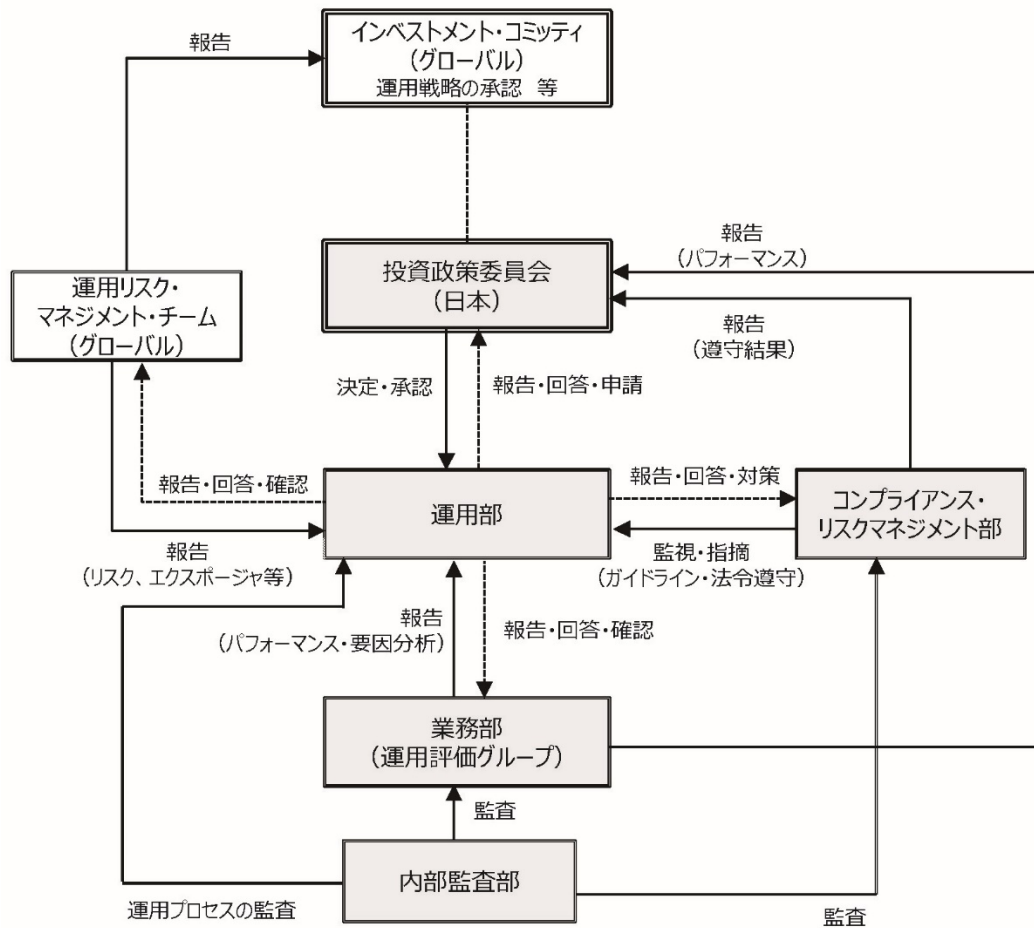 報告
インベストメント・コミッティ
(グローバル)
運用戦略の承認 等
報告
(パフォーマンス)
投資政策委員会
(日本)
運用リスク・
マネジメント・チーム
(グローバル)
報告
(遵守結果)
決定・承認
報告・回答・申請
報告・回答・確認
運用部
報告・回答・対策
コンプライアンス・
リスクマネジメント部
報告
(リスク、エクスポージャ等)
監視・指摘
(ガイドライン・法令遵守)
報告
(パフォーマンス・要因分析)
報告・回答・確認
業務部
(運用評価グループ)
監査
内部監査部
運用プロセスの監査
監査